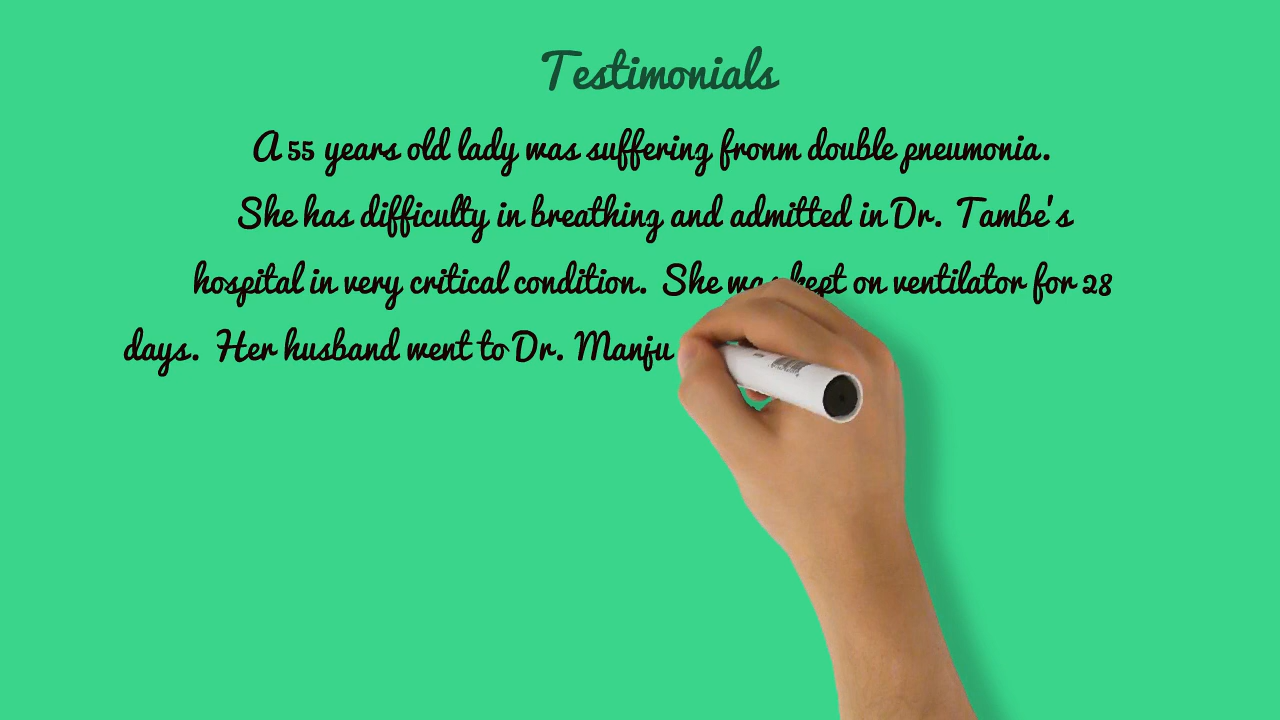 Testimonials
A 55 years old lady was suffering fronm double pneumonia.
She has difficulty in breathing and admitted in Dr. Tambe's
hospital in very critical condition. She was kept on ventilator for 28
days. Her husband went to Dr. Manju